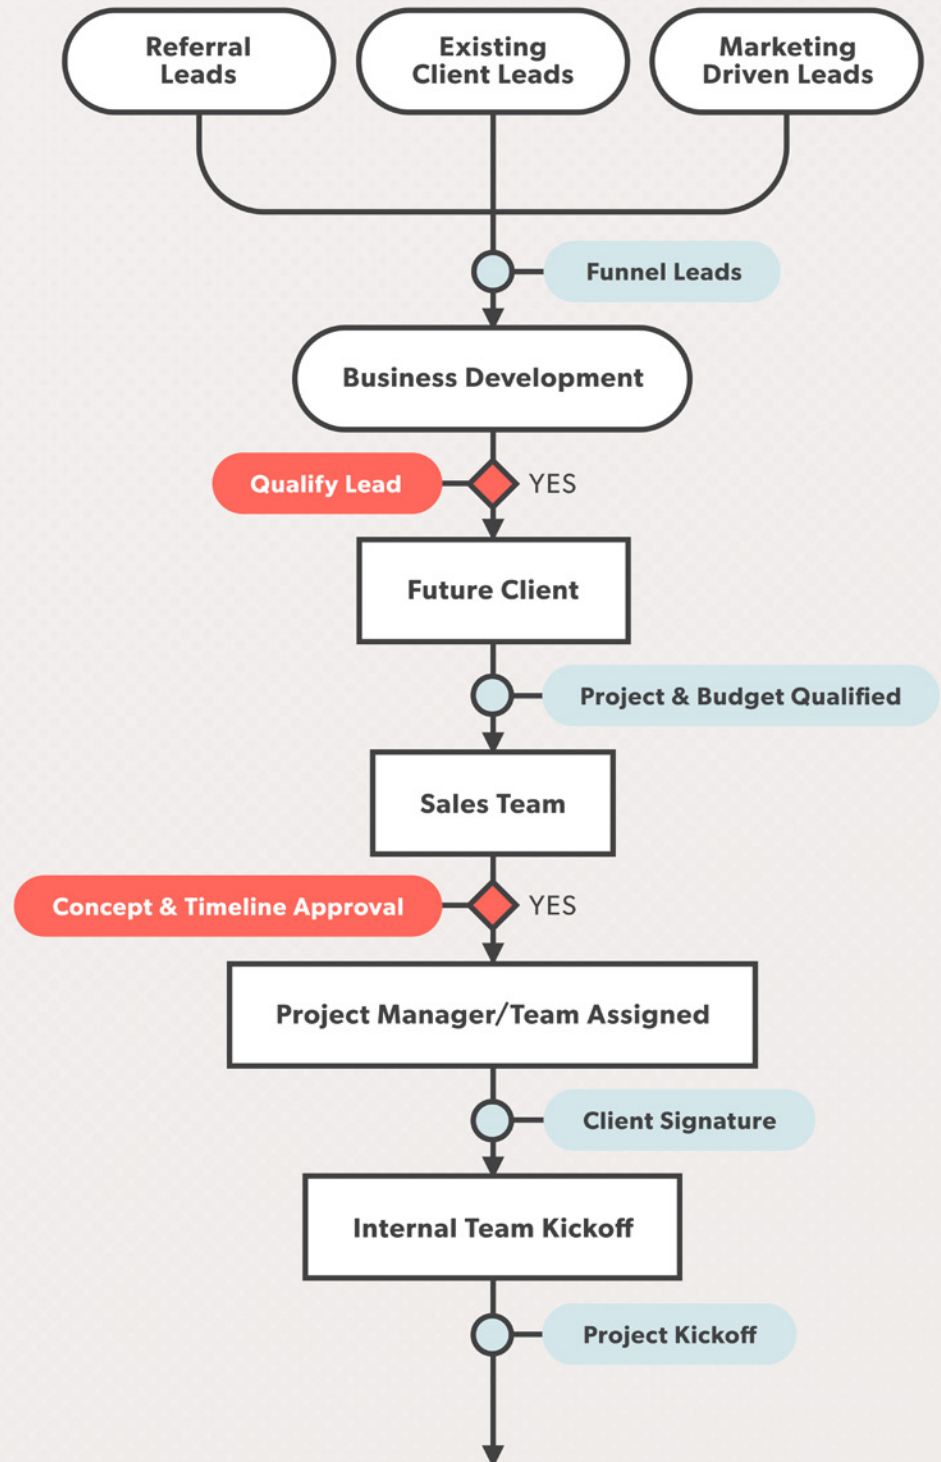 Referral
Leads
Existing
Client Leads
Marketing
Driven Leads
Funnel Leads
Business Development
Qualify Lead
YES
Future Client
Project & Budget Qualified
Sales Team
Concept & Timeline Approval
YES
Project Manager/Team Assigned
Client Signature
Internal Team Kickoff
Project Kickoff